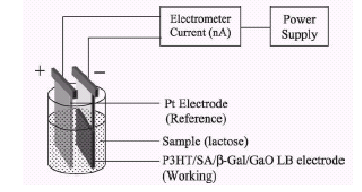 Electrometer
Current (nA)
Power
Supply
+
−
Pt Electrode
(Reference)
Sample (lactose)
P3HT/SA/β-Gal/GaO LB electrode
(Working)